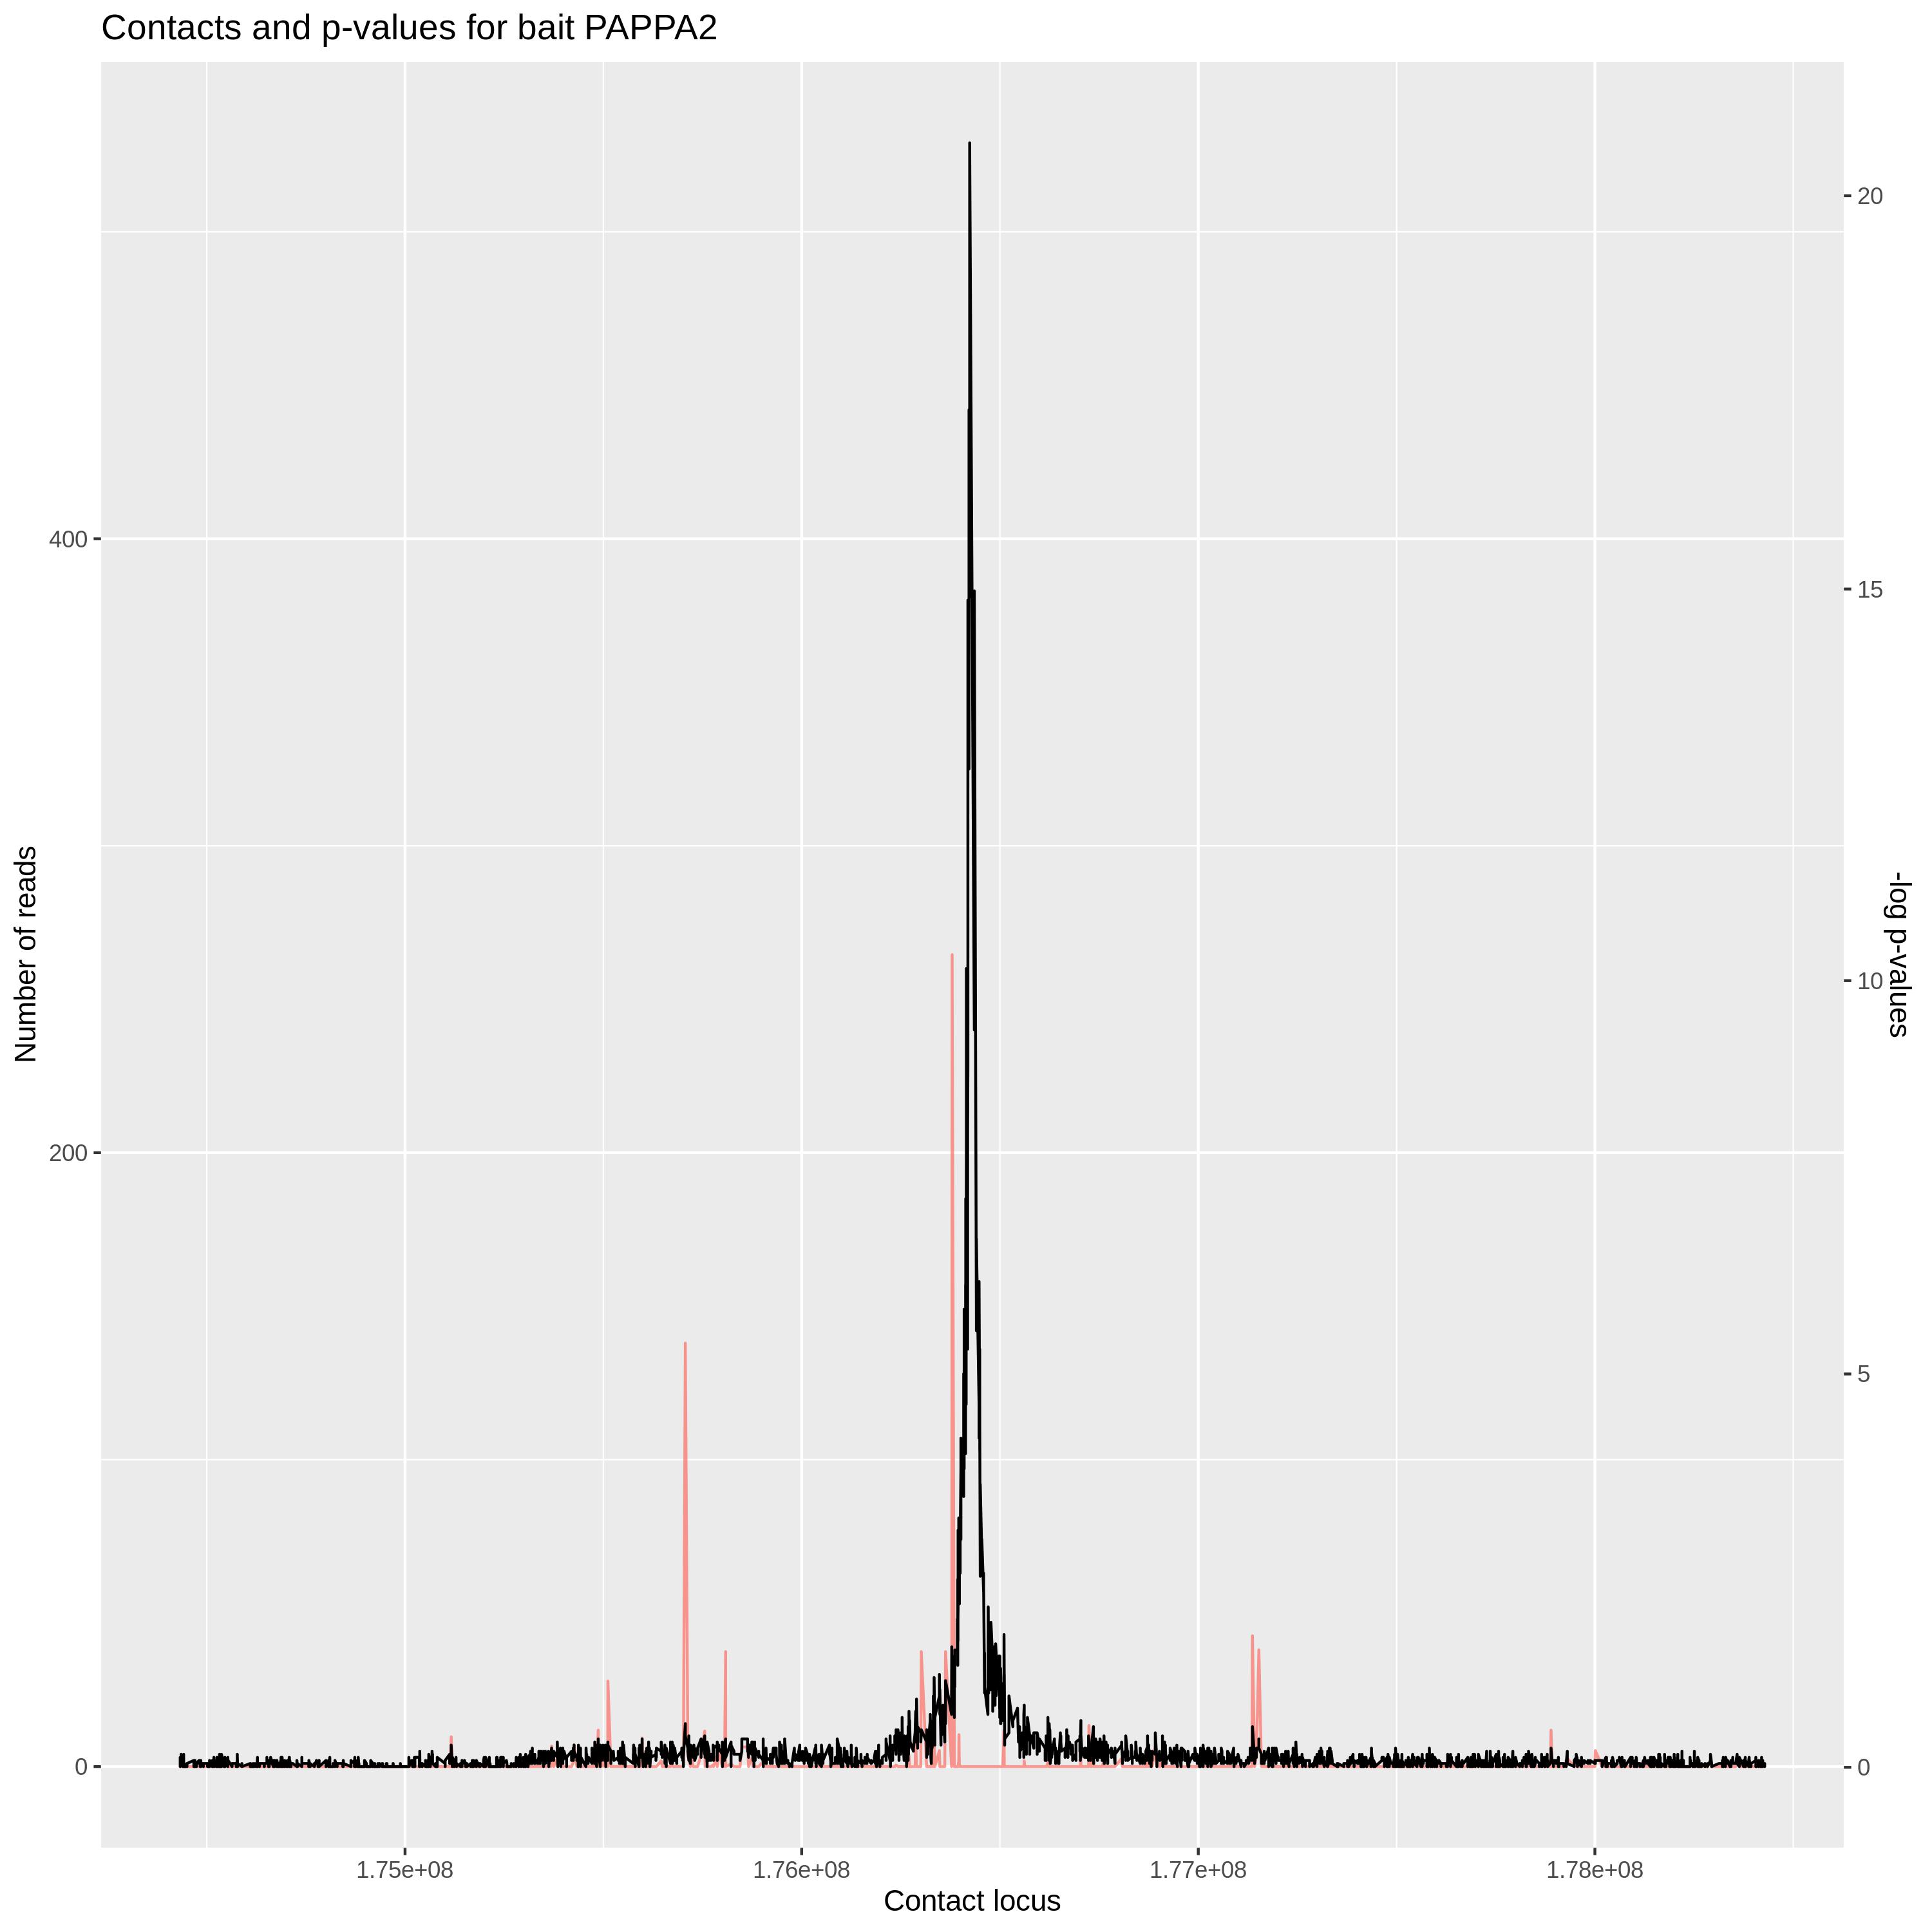 Contacts and p-values for bait PAPPA2
Number of reads
400
200
0
20
15
10
5
0
-log p-values
1.75e+08
1.76e+08
1.77e+08
1.78e+08
Contact locus